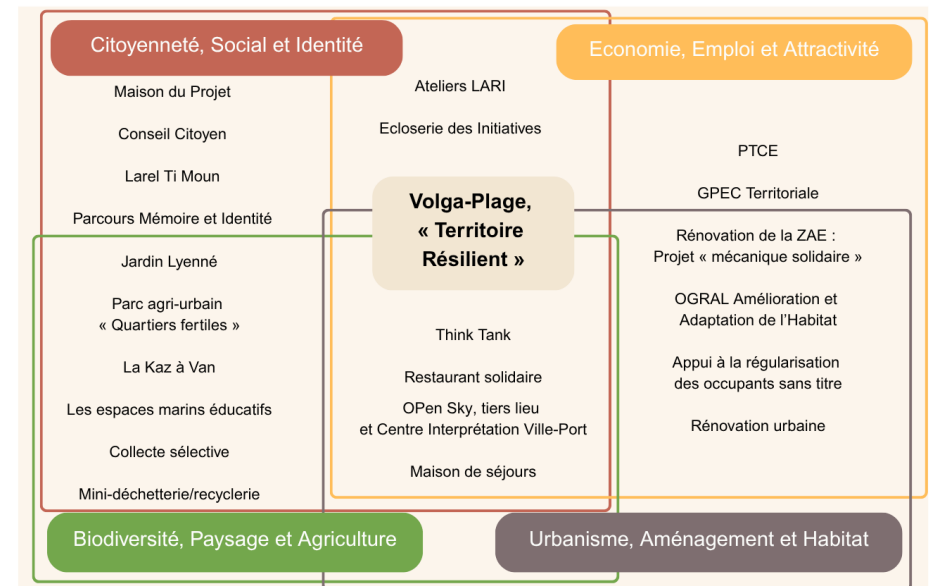 Citoyenneté, Social et Identité
Economie, Emploi et Attractivité
Maison du Projet
Conseil Citoyen
Larel Ti Moun
Parcours Mémoire et Identité
Jardin Lyenné
Parc agri-urbain
« Quartiers fertiles »
La Kaz à Van
Les espaces marins éducatifs
Collecte sélective
Mini-déchetterie/recyclerie
Ateliers LARI
Ecloserie des Initiatives
Volga-Plage,
« Territoire
Résilient »
Think Tank
Restaurant solidaire
OPen Sky, tiers lieu
et Centre Interprétation Ville-Port
Maison de séjours
PTCE
GPEC Territoriale
Rénovation de la ZAE :
Projet « mécanique solidaire »
OGRAL Amélioration et
Adaptation de l’Habitat
Appui à la régularisation
des occupants sans titre
Rénovation urbaine
Biodiversité, Paysage et Agriculture
Urbanisme, Aménagement et Habitat